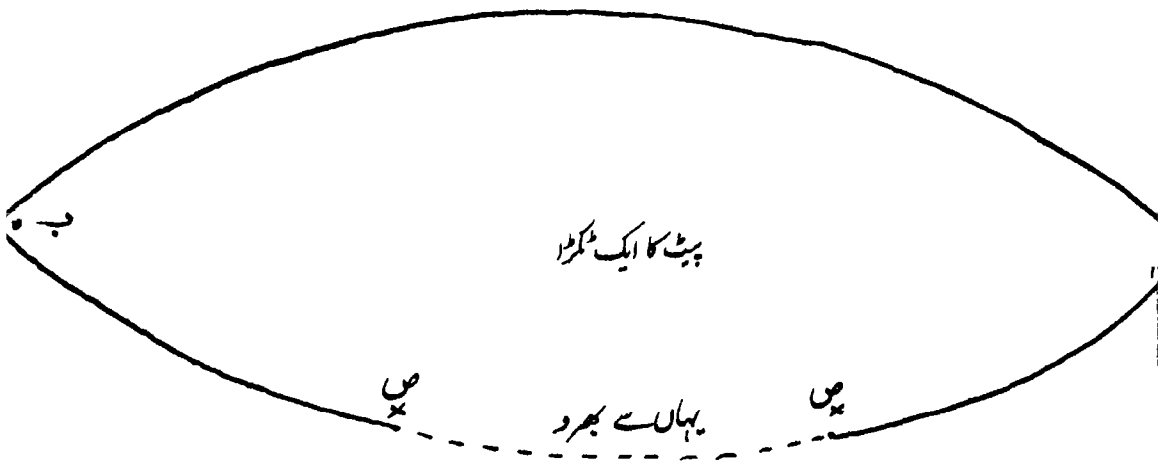 ب
پیٹ کا ایک ٹکڑا
ا
ص
ص
یہاں سے بھرو